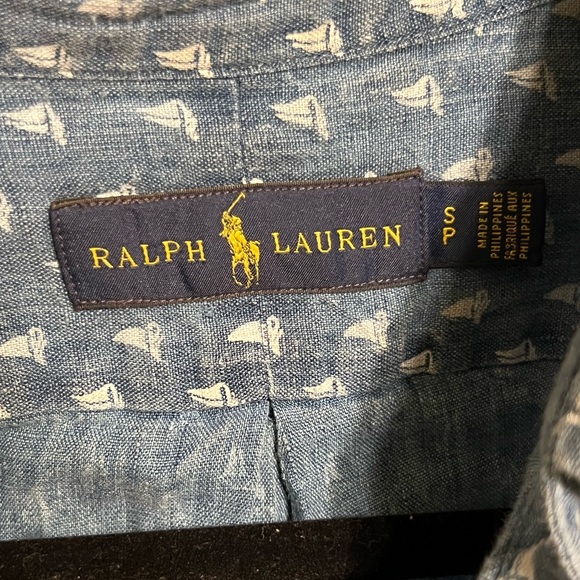 RALPH LAUREN
S
P
MADE IN
PHILIPPINES
FABRIQUÉ AUX
PHILIPPINES